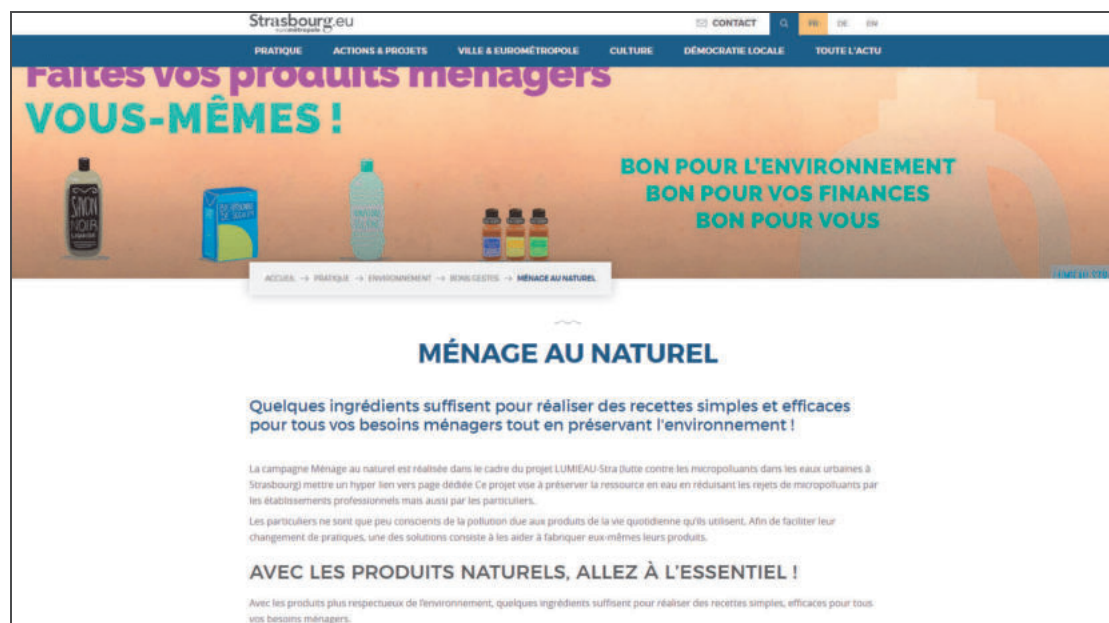 Strasbourg.eu
eurométropole
CONTACT
FR DE EN
PRATIQUE ACTIONS & PROJETS VILLE & EUROMÉTROPOLE CULTURE DÉMOCRATIE LOCALE TOUTE L'ACTU
Faites vos produits ménagers
VOUS-MÊMES !
BON POUR L'ENVIRONNEMENT
BON POUR VOS FINANCES
BON POUR VOUS
SAVON
NOIR
LIQUIDE
ACCUEIL → PRATIQUE → ENVIRONNEMENT → BONS GESTES → MÉNAGE AU NATUREL
MÉNAGE AU NATUREL
Quelques ingrédients suffisent pour réaliser des recettes simples et efficaces
pour tous vos besoins ménagers tout en préservant l'environnement !
La campagne Ménage au naturel est réalisée dans le cadre du projet LUMIEAU-Stra (lutte contre les micropolluants dans les eaux urbaines à
Strasbourg) mettre un hyper lien vers page dédiée Ce projet vise à préserver la ressource en eau en réduisant les rejets de micropolluants par
les établissements professionnels mais aussi par les particuliers.
Les particuliers ne sont que peu conscients de la pollution due aux produits de la vie quotidienne qu'ils utilisent. Afin de faciliter leur
changement de pratiques, une des solutions consiste à les aider à fabriquer eux-mêmes leurs produits.
AVEC LES PRODUITS NATURELS, ALLEZ À L'ESSENTIEL !
Avec les produits plus respectueux de l'environnement, quelques ingrédients suffisent pour réaliser des recettes simples, efficaces pour tous
vos besoins ménagers.